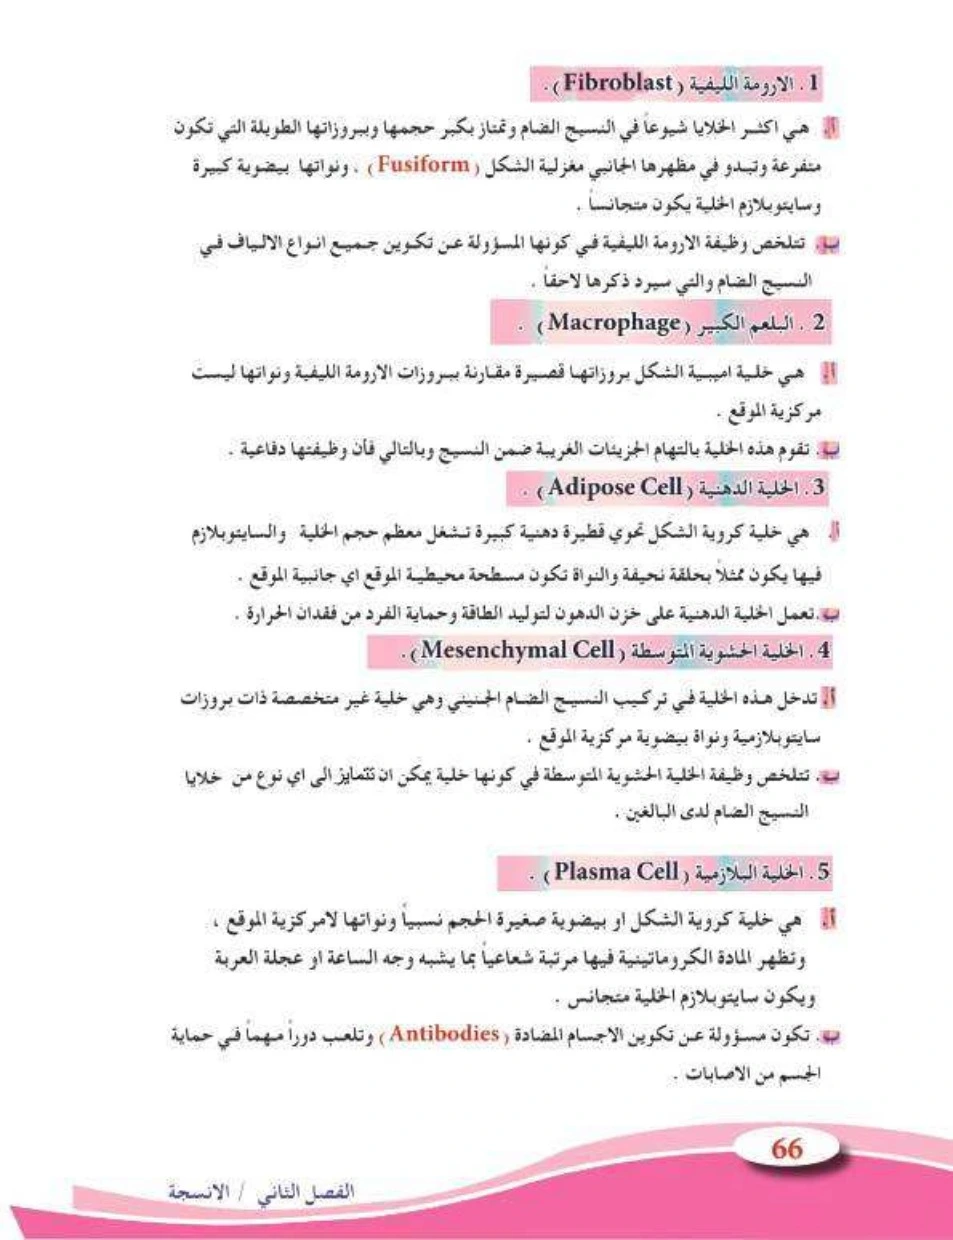 1. الارومة الليفية (Fibroblast).
أ. هي اكثر الخلايا شيوعاً في النسيج الضام وتمتاز بكبر حجمها وببروزاتها الطويلة التي تكون
متفرعة وتبدو في مظهرها الجانبي مغزلية الشكل (Fusiform) ، ونواتها بيضوية كبيرة
وسايتوبلازم الخلية يكون متجانساً .
ب. تتلخص وظيفة الارومة الليفية في كونها المسؤولة عن تكوين جميع انواع الالياف في
النسيج الضام والتي سيرد ذكرها لاحقاً .
2 . البلعم الكبير (Macrophage) .
أ. هي خلية اميبية الشكل بروزاتها قصيرة مقارنة ببروزات الارومة الليفية ونواتها ليست
مركزية الموقع .
ب. تقوم هذه الخلية بالتهام الجزيئات الغريبة ضمن النسيج وبالتالي فأن وظيفتها دفاعية .
3. الخلية الدهنية (Adipose Cell) .
أ. هي خلية كروية الشكل تحوي قطيرة دهنية كبيرة تشغل معظم حجم الخلية والسايتوبلازم
فيها يكون ممثلاً بحلقة نحيفة والنواة تكون مسطحة محيطية الموقع اي جانبية الموقع .
ب.تعمل الخلية الدهنية على خزن الدهون لتوليد الطاقة وحماية الفرد من فقدان الحرارة .
4. الخلية الحشوية المتوسطة (Mesenchymal Cell).
أ. تدخل هذه الخلية في تركيب النسيج الضام الجنيني وهي خلية غير متخصصة ذات بروزات
سايتوبلازمية ونواة بيضوية مركزية الموقع .
ب. تتلخص وظيفة الخلية الحشوية المتوسطة في كونها خلية يمكن ان تتمايز الى اي نوع من خلايا
النسيج الضام لدى البالغين .
5. الخلية البلازمية (Plasma Cell) .
أ. هي خلية كروية الشكل او بيضوية صغيرة الحجم نسبياً ونواتها لامركزية الموقع ،
وتظهر المادة الكروماتينية فيها مرتبة شعاعياً بما يشبه وجه الساعة او عجلة العربة
ويكون سايتوبلازم الخلية متجانس .
ب. تكون مسؤولة عن تكوين الاجسام المضادة (Antibodies) وتلعب دوراً مهماً في حماية
الجسم من الاصابات .
66
الفصل الثاني / الانسجة